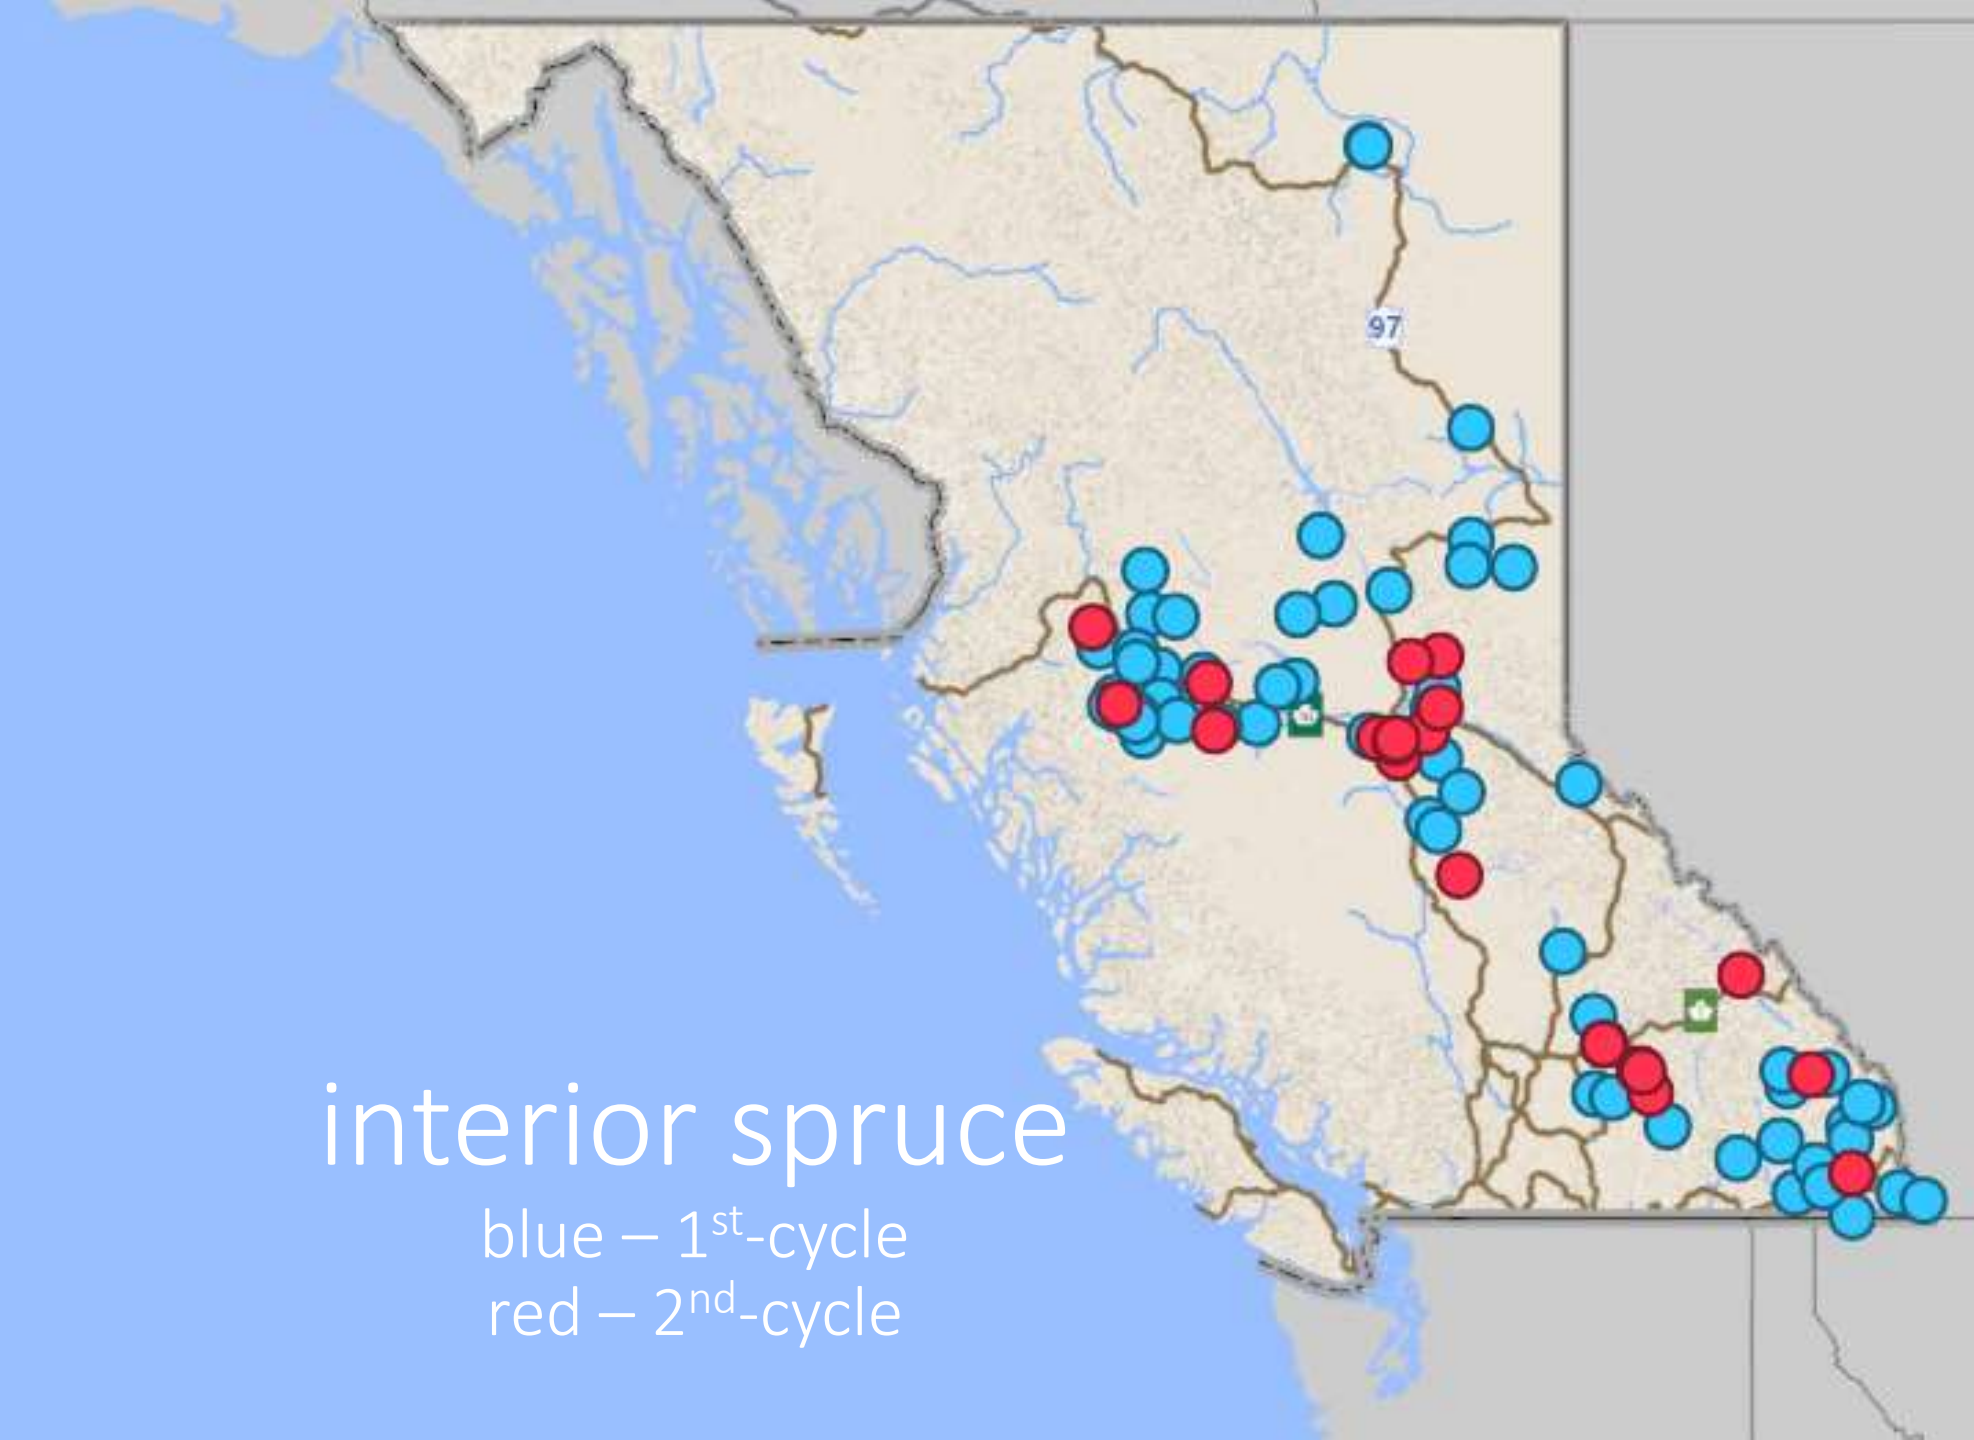 97
interior spruce
blue – 1st-cycle
red – 2nd-cycle